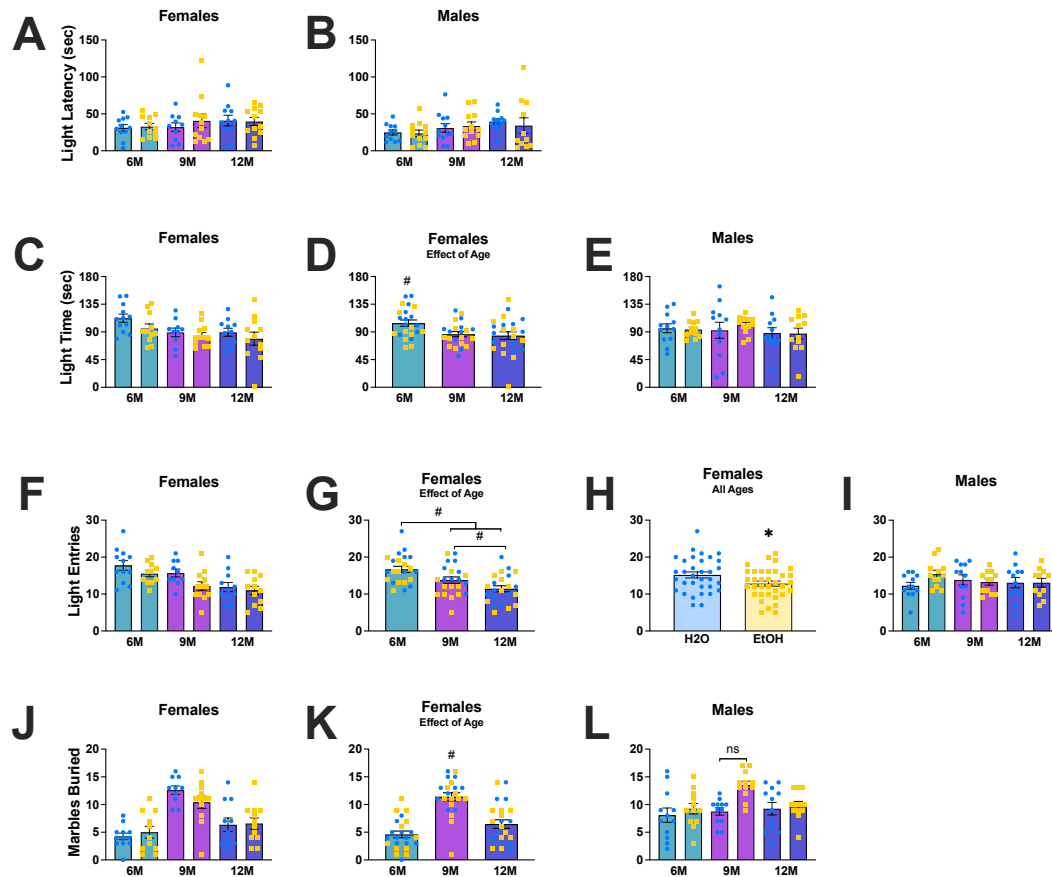 A
Females
Light Latency (sec)
150
100
50
0
6M 9M 12M
B
Males
150
100
50
0
6M 9M 12M
C
Females
Light Time (sec)
180
135
90
45
0
6M 9M 12M
D
Females
Effect of Age
180
135
90
45
0
#
6M 9M 12M
E
Males
180
135
90
45
0
6M 9M 12M
F
Females
Light Entries
30
20
10
0
6M 9M 12M
G
Females
Effect of Age
30
20
10
0
#
#
6M 9M 12M
H
Females
All Ages
30
20
10
0
*
H2O EtOH
I
Males
30
20
10
0
6M 9M 12M
J
Females
Marbles Buried
20
15
10
5
0
6M 9M 12M
K
Females
Effect of Age
20
15
10
5
0
#
6M 9M 12M
L
Males
20
15
10
5
0
ns
6M 9M 12M